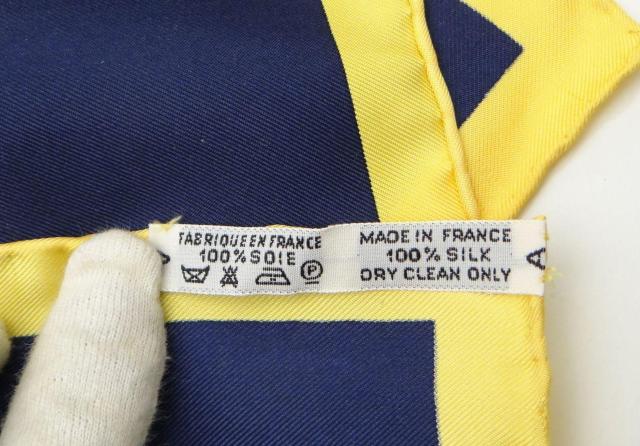 FABRIQUE EN FRANCE
100% SOIE
P
MADE IN FRANCE
100% SILK
DRY CLEAN ONLY
A